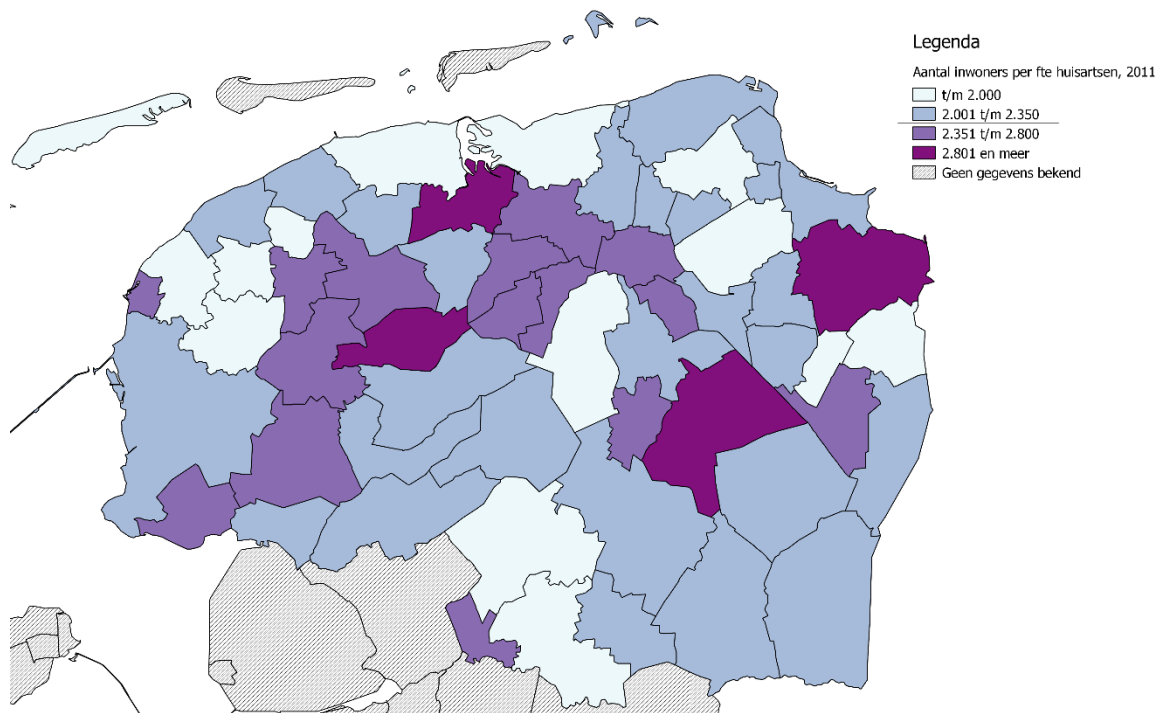 Legenda
Aantal inwoners per fte huisartsen, 2011
t/m 2.000
2.001 t/m 2.350
2.351 t/m 2.800
2.801 en meer
Geen gegevens bekend